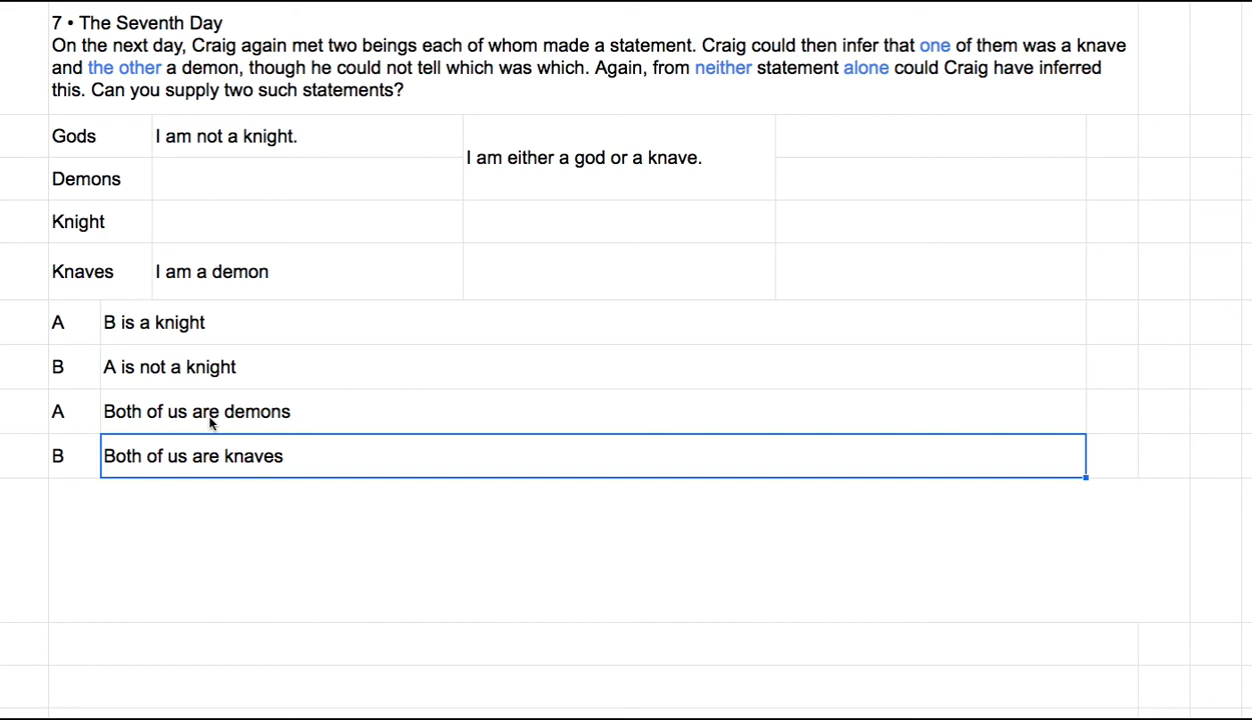 7 • The Seventh Day
On the next day, Craig again met two beings each of whom made a statement. Craig could then infer that one of them was a knave
and the other a demon, though he could not tell which was which. Again, from neither statement alone could Craig have inferred
this. Can you supply two such statements?
Gods I am not a knight.
I am either a god or a knave.
Demons
Knight
Knaves I am a demon
A B is a knight
B A is not a knight
A Both of us are demons
B Both of us are knaves